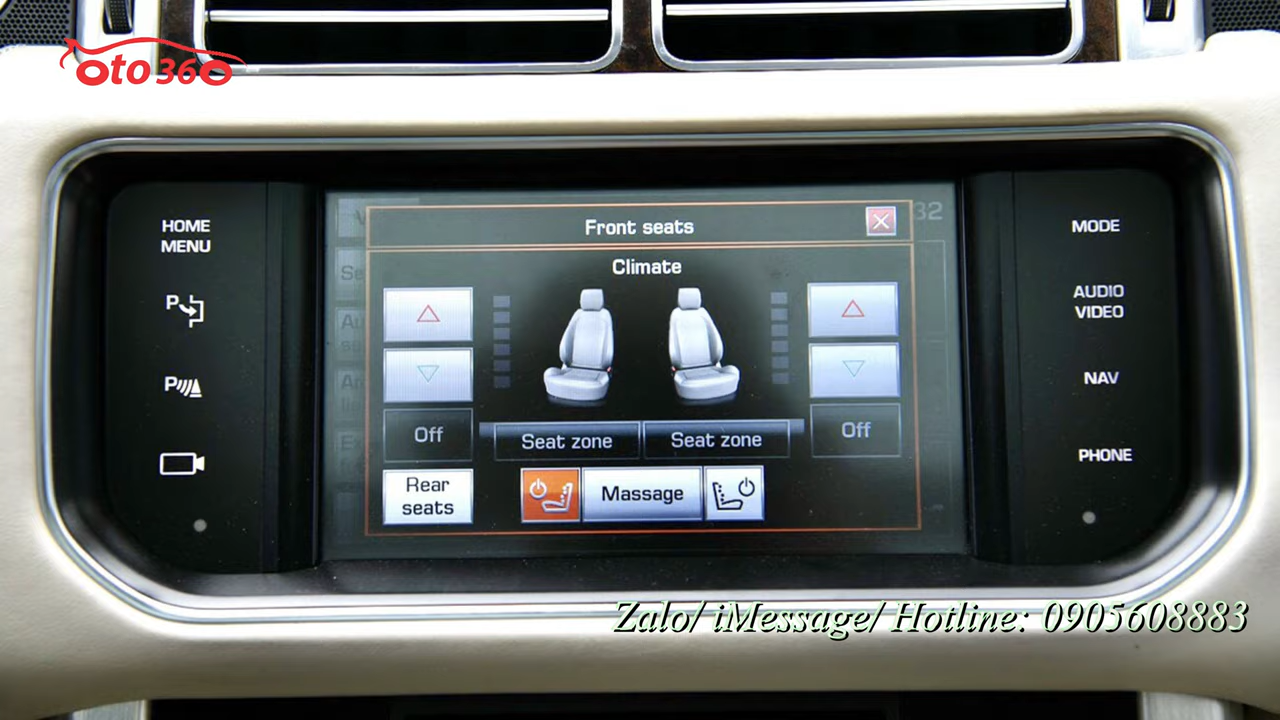 oto360
HOME
MENU
P
P
Front seats
32
Climate
Off
Seat zone
Seat zone
Off
Rear
seats
Massage
MODE
AUDIO
VIDEO
NAV
PHONE
Zalo/ iMessage/ Hotline: 0905608883